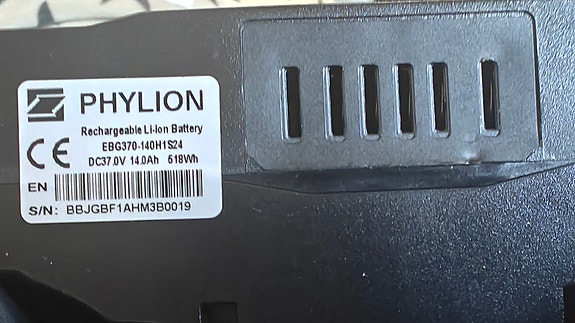 PHYLION
Rechargeable Li-Ion Battery
EBG370-140H1S24
DC37.0V 14.0Ah 518Wh
CE
EN
S/N: BBJGBF1AHM3B0019